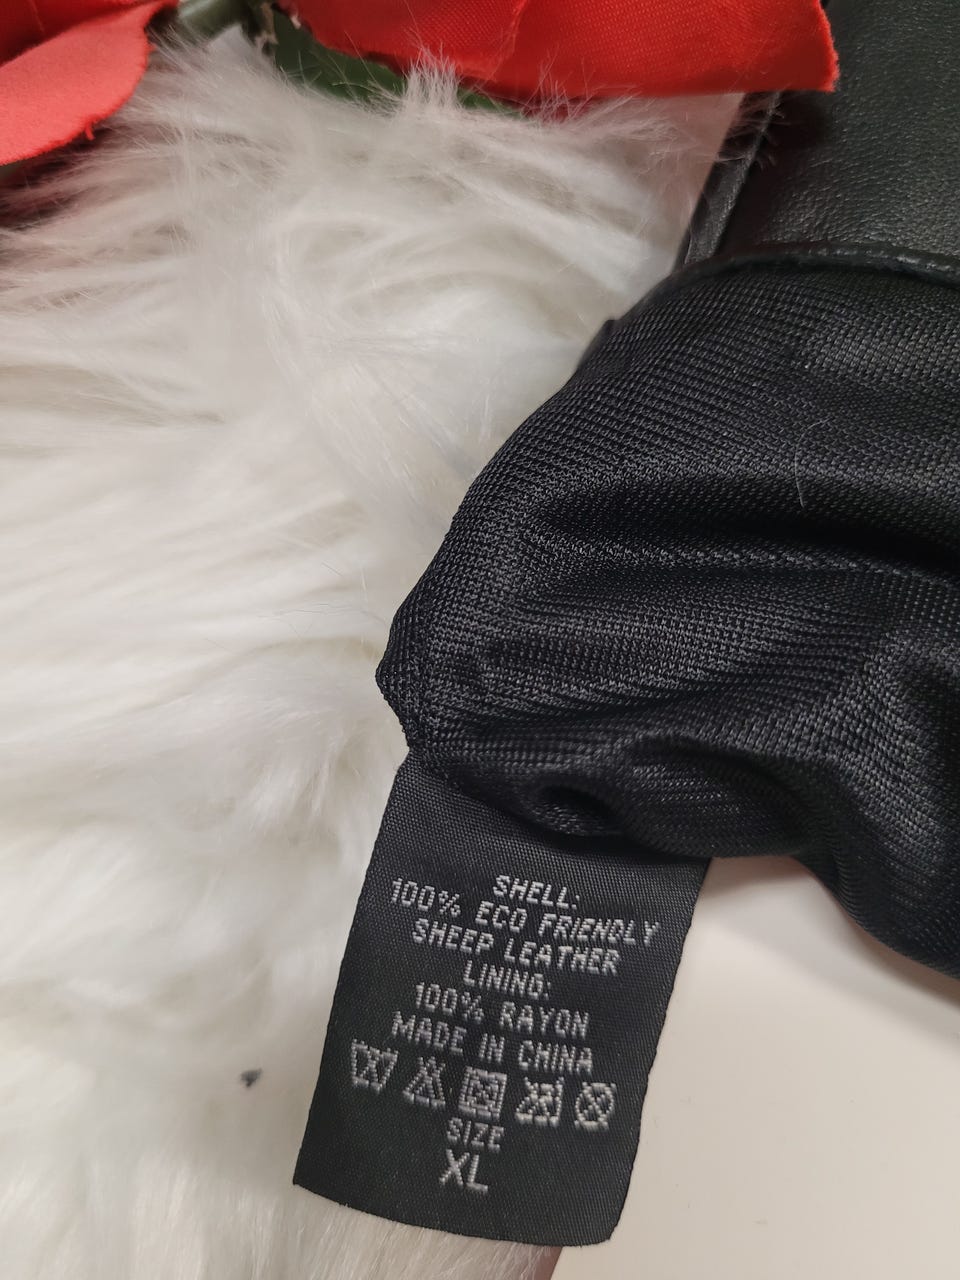 SHELL:
100% ECO FRIENDLY
SHEEP LEATHER
LINING:
100% RAYON
MADE IN CHINA
SIZE
XL